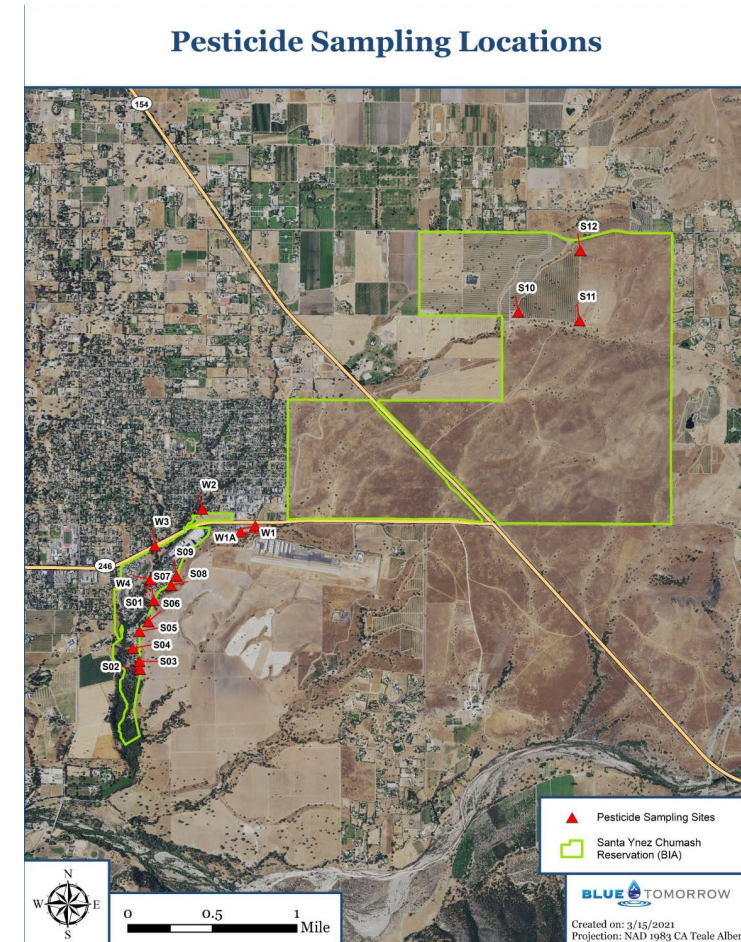 Pesticide Sampling Locations
154
S12
S10
S11
W2
W3
W1A
W1
246
S09
W4
S07
S08
S01
S06
S05
S04
S02
S03
Pesticide Sampling Sites
Santa Ynez Chumash
Reservation (BIA)
N
W
E
S
0
0.5
1
Mile
BLUE TOMORROW
Created on: 3/15/2021
Projection: NAD 1983 CA Teale Alber